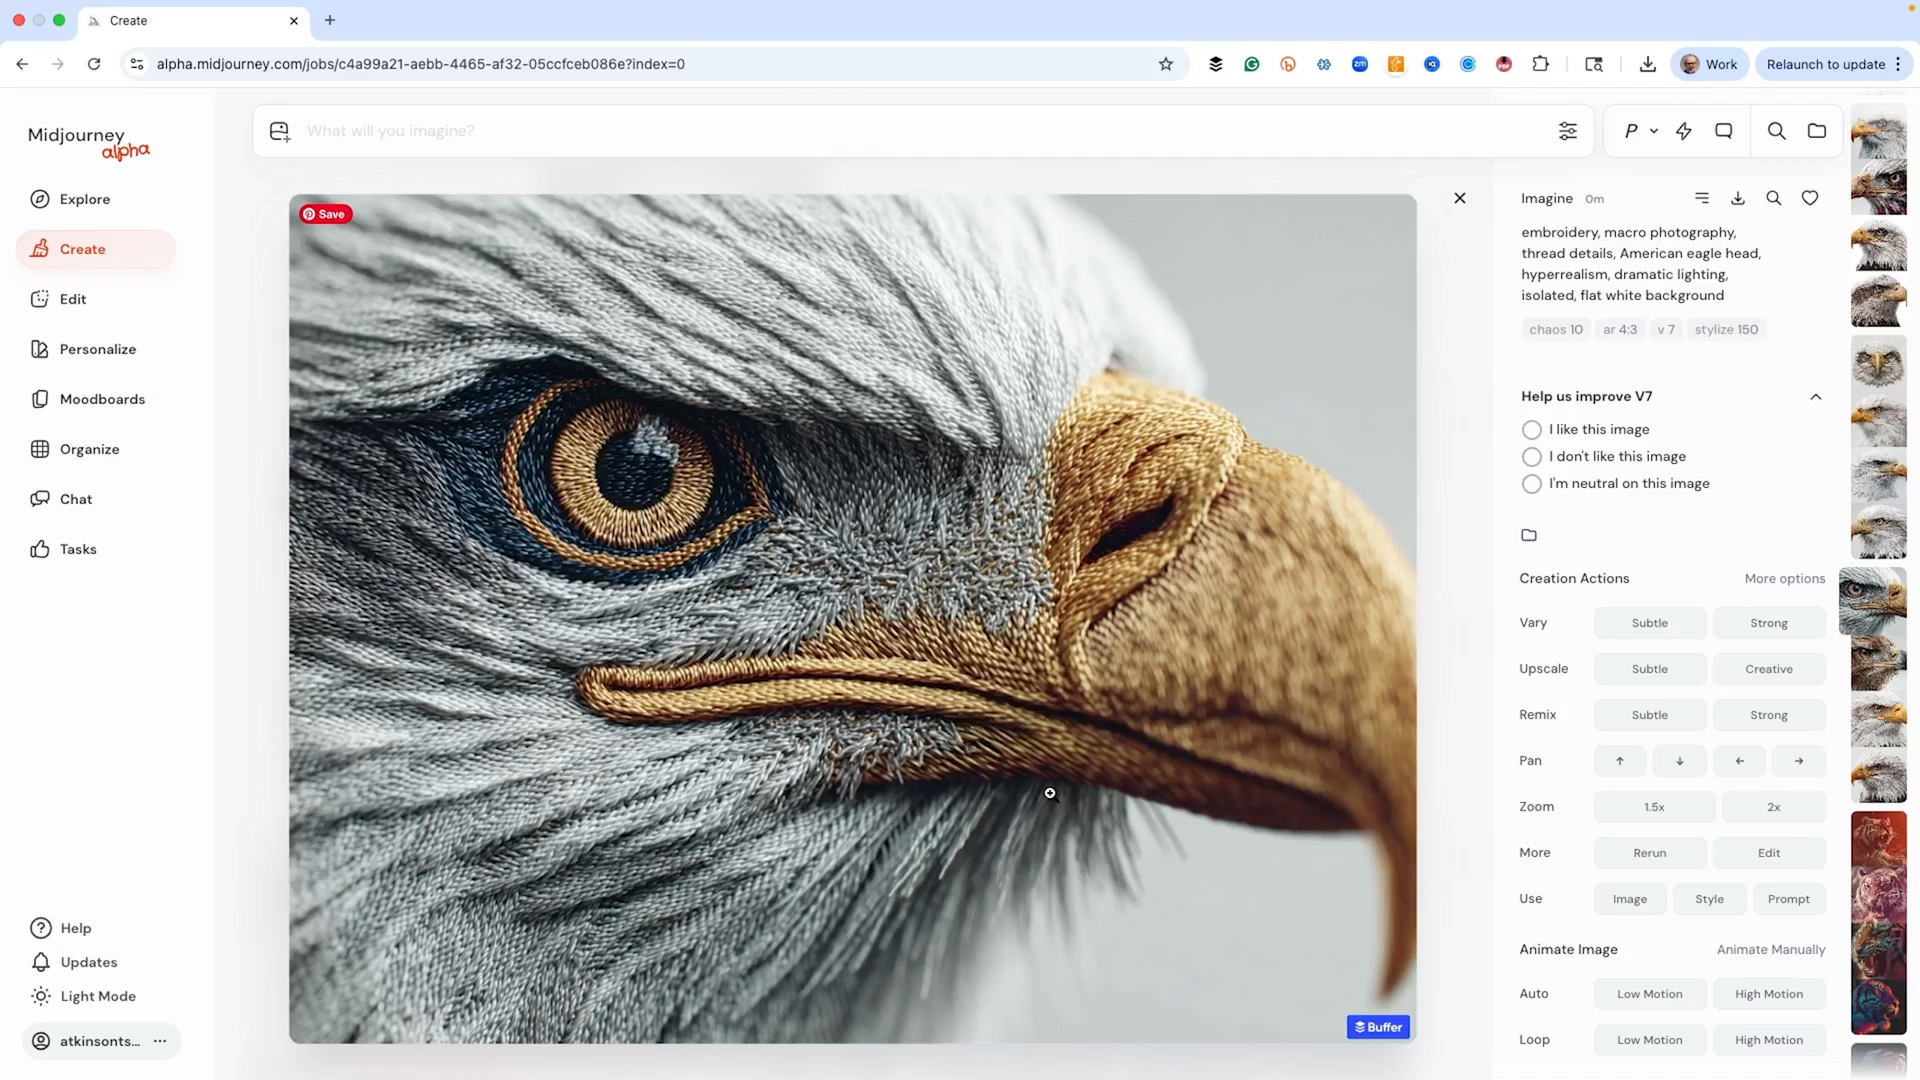 Create
alpha.midjourney.com/jobs/c4a99a21-aebb-4465-af32-05ccfceb086e?index=0
Work
Relaunch to update
Midjourney
alpha
What will you imagine?
P
Explore
Create
Edit
Personalize
Moodboards
Organize
Chat
Tasks
Help
Updates
Light Mode
atkinsonts...
Save
Buffer
Imagine 0m
embroidery, macro photography,
thread details, American eagle head,
hyperrealism, dramatic lighting,
isolated, flat white background
chaos 10 ar 4:3 v 7 stylize 150
Help us improve V7
I like this image
I don't like this image
I'm neutral on this image
Creation Actions More options
Vary Subtle Strong
Upscale Subtle Creative
Remix Subtle Strong
Pan
Zoom 1.5x 2x
More Rerun Edit
Use Image Style Prompt
Animate Image Animate Manually
Auto Low Motion High Motion
Loop Low Motion High Motion